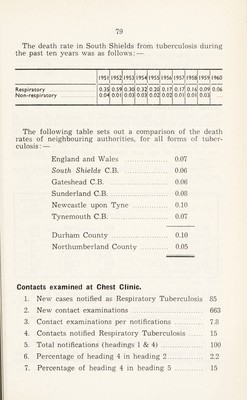 79
The death rate in South Shields from tuberculosis during
the past ten years was as follows:—
1951 1952 1953 1954 1955 1956 1957 1958 1959 1960
Respiratory 0.35 0.59 0.30 0.32 0.20 0.17 0.17 0.16 0.09 0.06
Non-respiratory 0.04 0.01 0.03 0.03 0.02 0.02 0.01 0.01 0.03
The following table sets out a comparison of the death
rates of neighbouring authorities, for all forms of tuber-
culosis:—
England and Wales 0.07
South Shields C.B. 0.06
Gateshead C.B. 0.06
Sunderland C.B. 0.08
Newcastle upon Tyne 0.10
Tynemouth C.B. 0.07
Durham County 0.10
Northumberland County 0.05
Contacts examined at Chest Clinic.
1. New cases notified as Respiratory Tuberculosis 85
2. New contact examinations 663
3. Contact examinations per notifications 7.8
4. Contacts notified Respiratory Tuberculosis 15
5. Total notifications (headings 1 & 4) 100
6. Percentage of heading 4 in heading 2 2.2
7. Percentage of heading 4 in heading 5 15